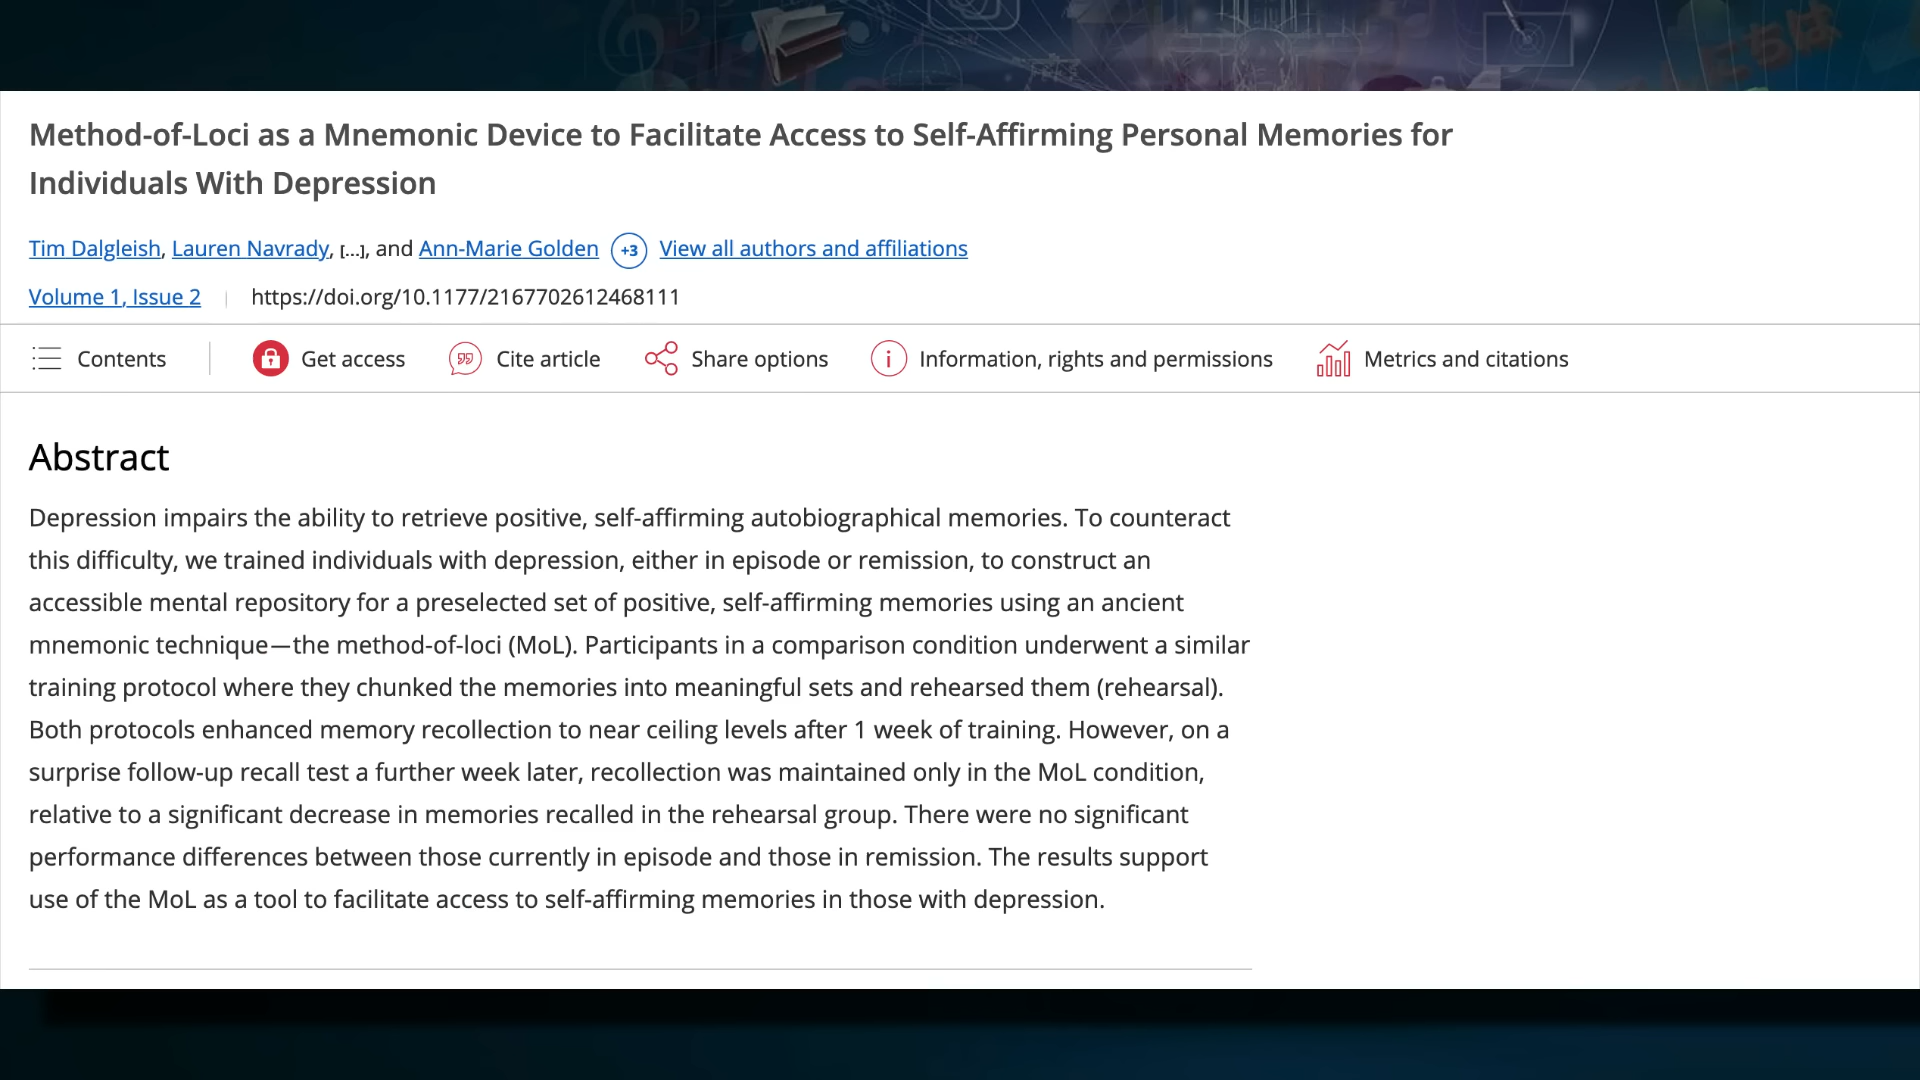 ちは
Method-of-Loci as a Mnemonic Device to Facilitate Access to Self-Affirming Personal Memories for
Individuals With Depression
Tim Dalgleish, Lauren Navrady, [...], and Ann-Marie Golden +3 View all authors and affiliations
Volume 1, Issue 2 | https://doi.org/10.1177/2167702612468111
Contents | Get access Cite article Share options Information, rights and permissions Metrics and citations
Abstract
Depression impairs the ability to retrieve positive, self-affirming autobiographical memories. To counteract
this difficulty, we trained individuals with depression, either in episode or remission, to construct an
accessible mental repository for a preselected set of positive, self-affirming memories using an ancient
mnemonic technique—the method-of-loci (MoL). Participants in a comparison condition underwent a similar
training protocol where they chunked the memories into meaningful sets and rehearsed them (rehearsal).
Both protocols enhanced memory recollection to near ceiling levels after 1 week of training. However, on a
surprise follow-up recall test a further week later, recollection was maintained only in the MoL condition,
relative to a significant decrease in memories recalled in the rehearsal group. There were no significant
performance differences between those currently in episode and those in remission. The results support
use of the MoL as a tool to facilitate access to self-affirming memories in those with depression.